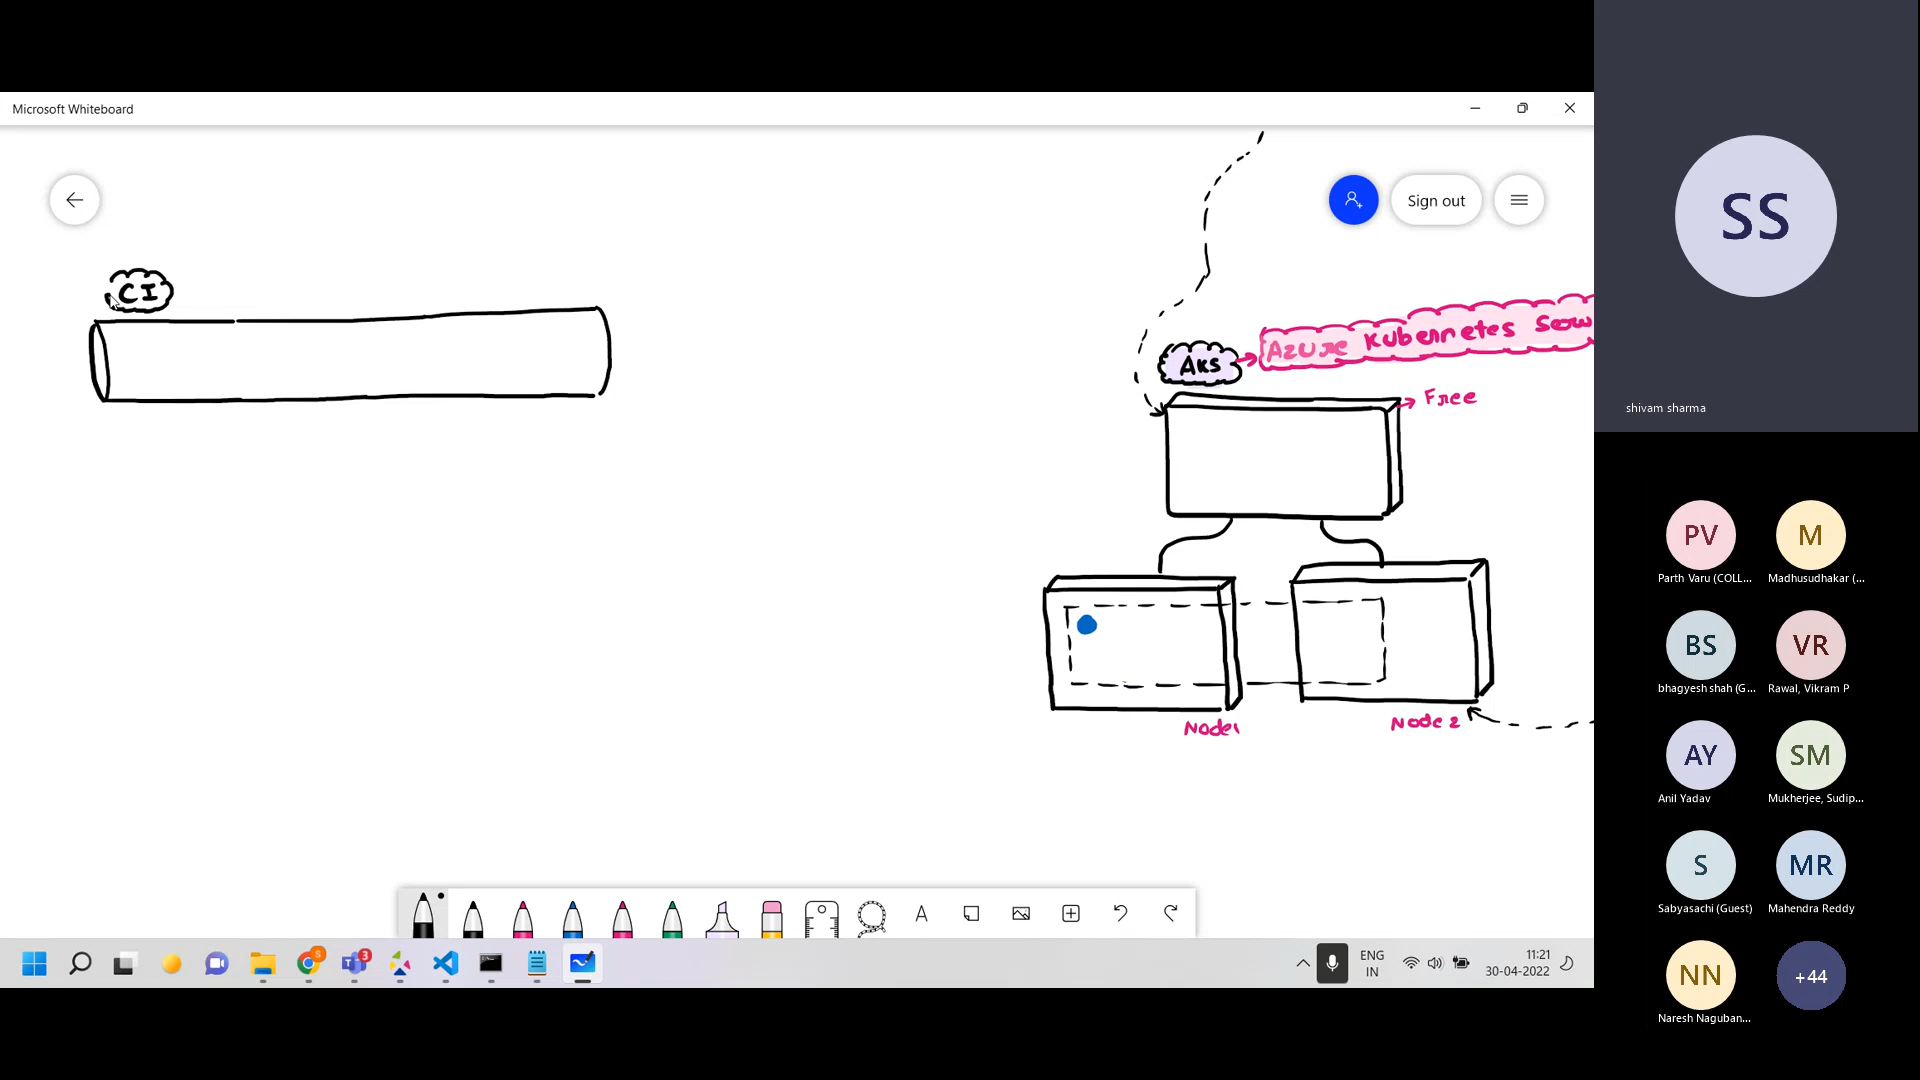 Microsoft Whiteboard
Sign out
CI
AKS
Azure Kubernetes
Free
Node1
Node 2
SS
shivam sharma
PV
M
Parth Varu (COLL...
Madhusudhakar (...
BS
VR
bhagyesh shah (G...
Rawal, Vikram P
AY
SM
Anil Yadav
Mukherjee, Sudip...
S
MR
Sabyasachi (Guest)
Mahendra Reddy
NN
+44
Naresh Naguban...
A
S
3
ENG
IN
11:21
30-04-2022